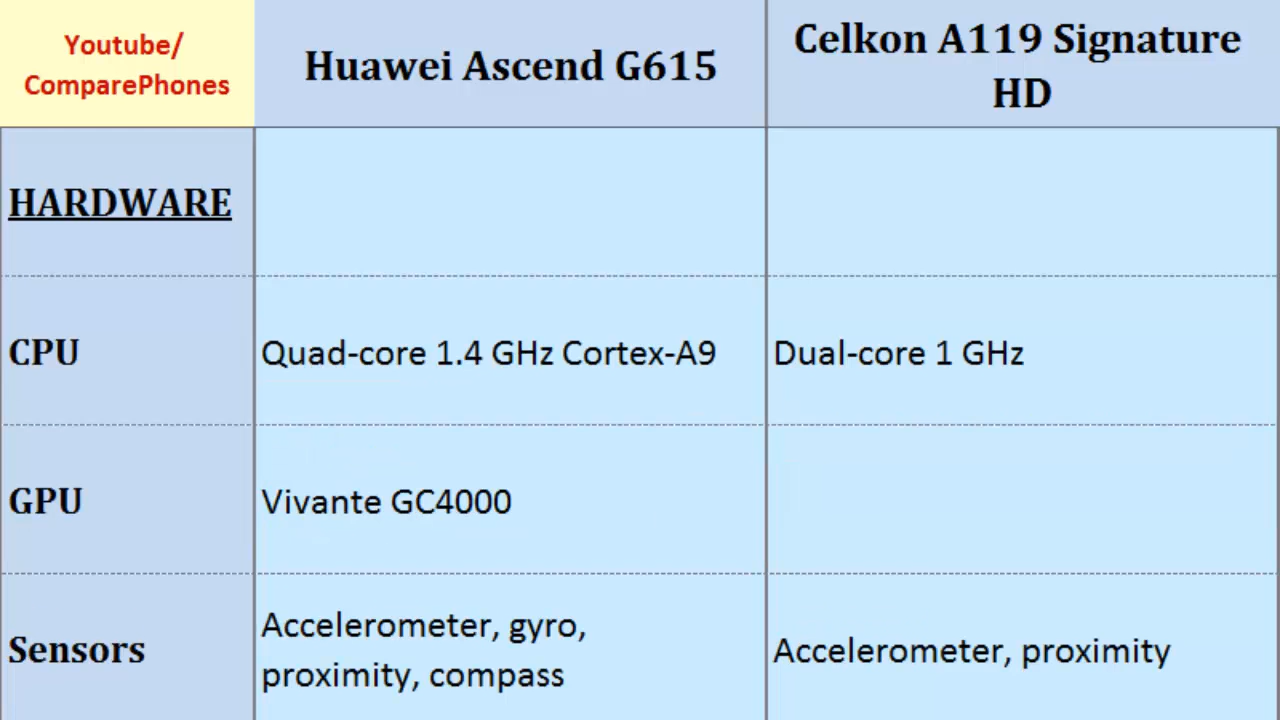 Youtube/
ComparePhones
Huawei Ascend G615
Celkon A119 Signature
HD
HARDWARE
CPU
Quad-core 1.4 GHz Cortex-A9
Dual-core 1 GHz
GPU
Vivante GC4000
Sensors
Accelerometer, gyro,
proximity, compass
Accelerometer, proximity